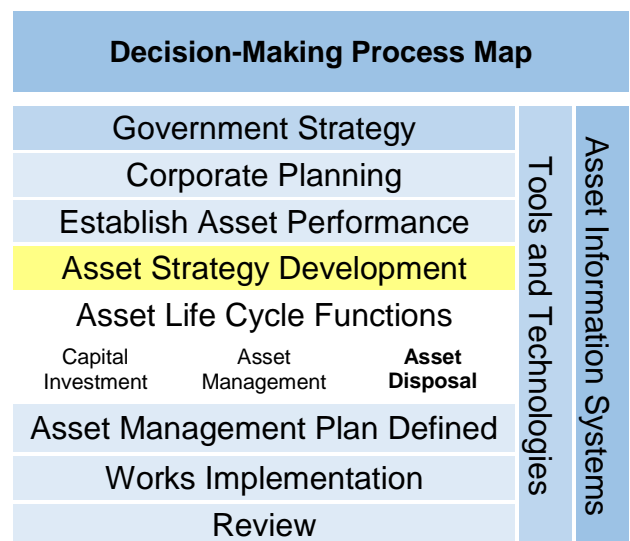 Decision-Making Process Map
Government Strategy
Corporate Planning
Establish Asset Performance
Asset Strategy Development
Asset Life Cycle Functions
Capital
Investment
Asset
Management
Asset
Disposal
Asset Management Plan Defined
Works Implementation
Review
Tools and Technologies
Asset Information Systems